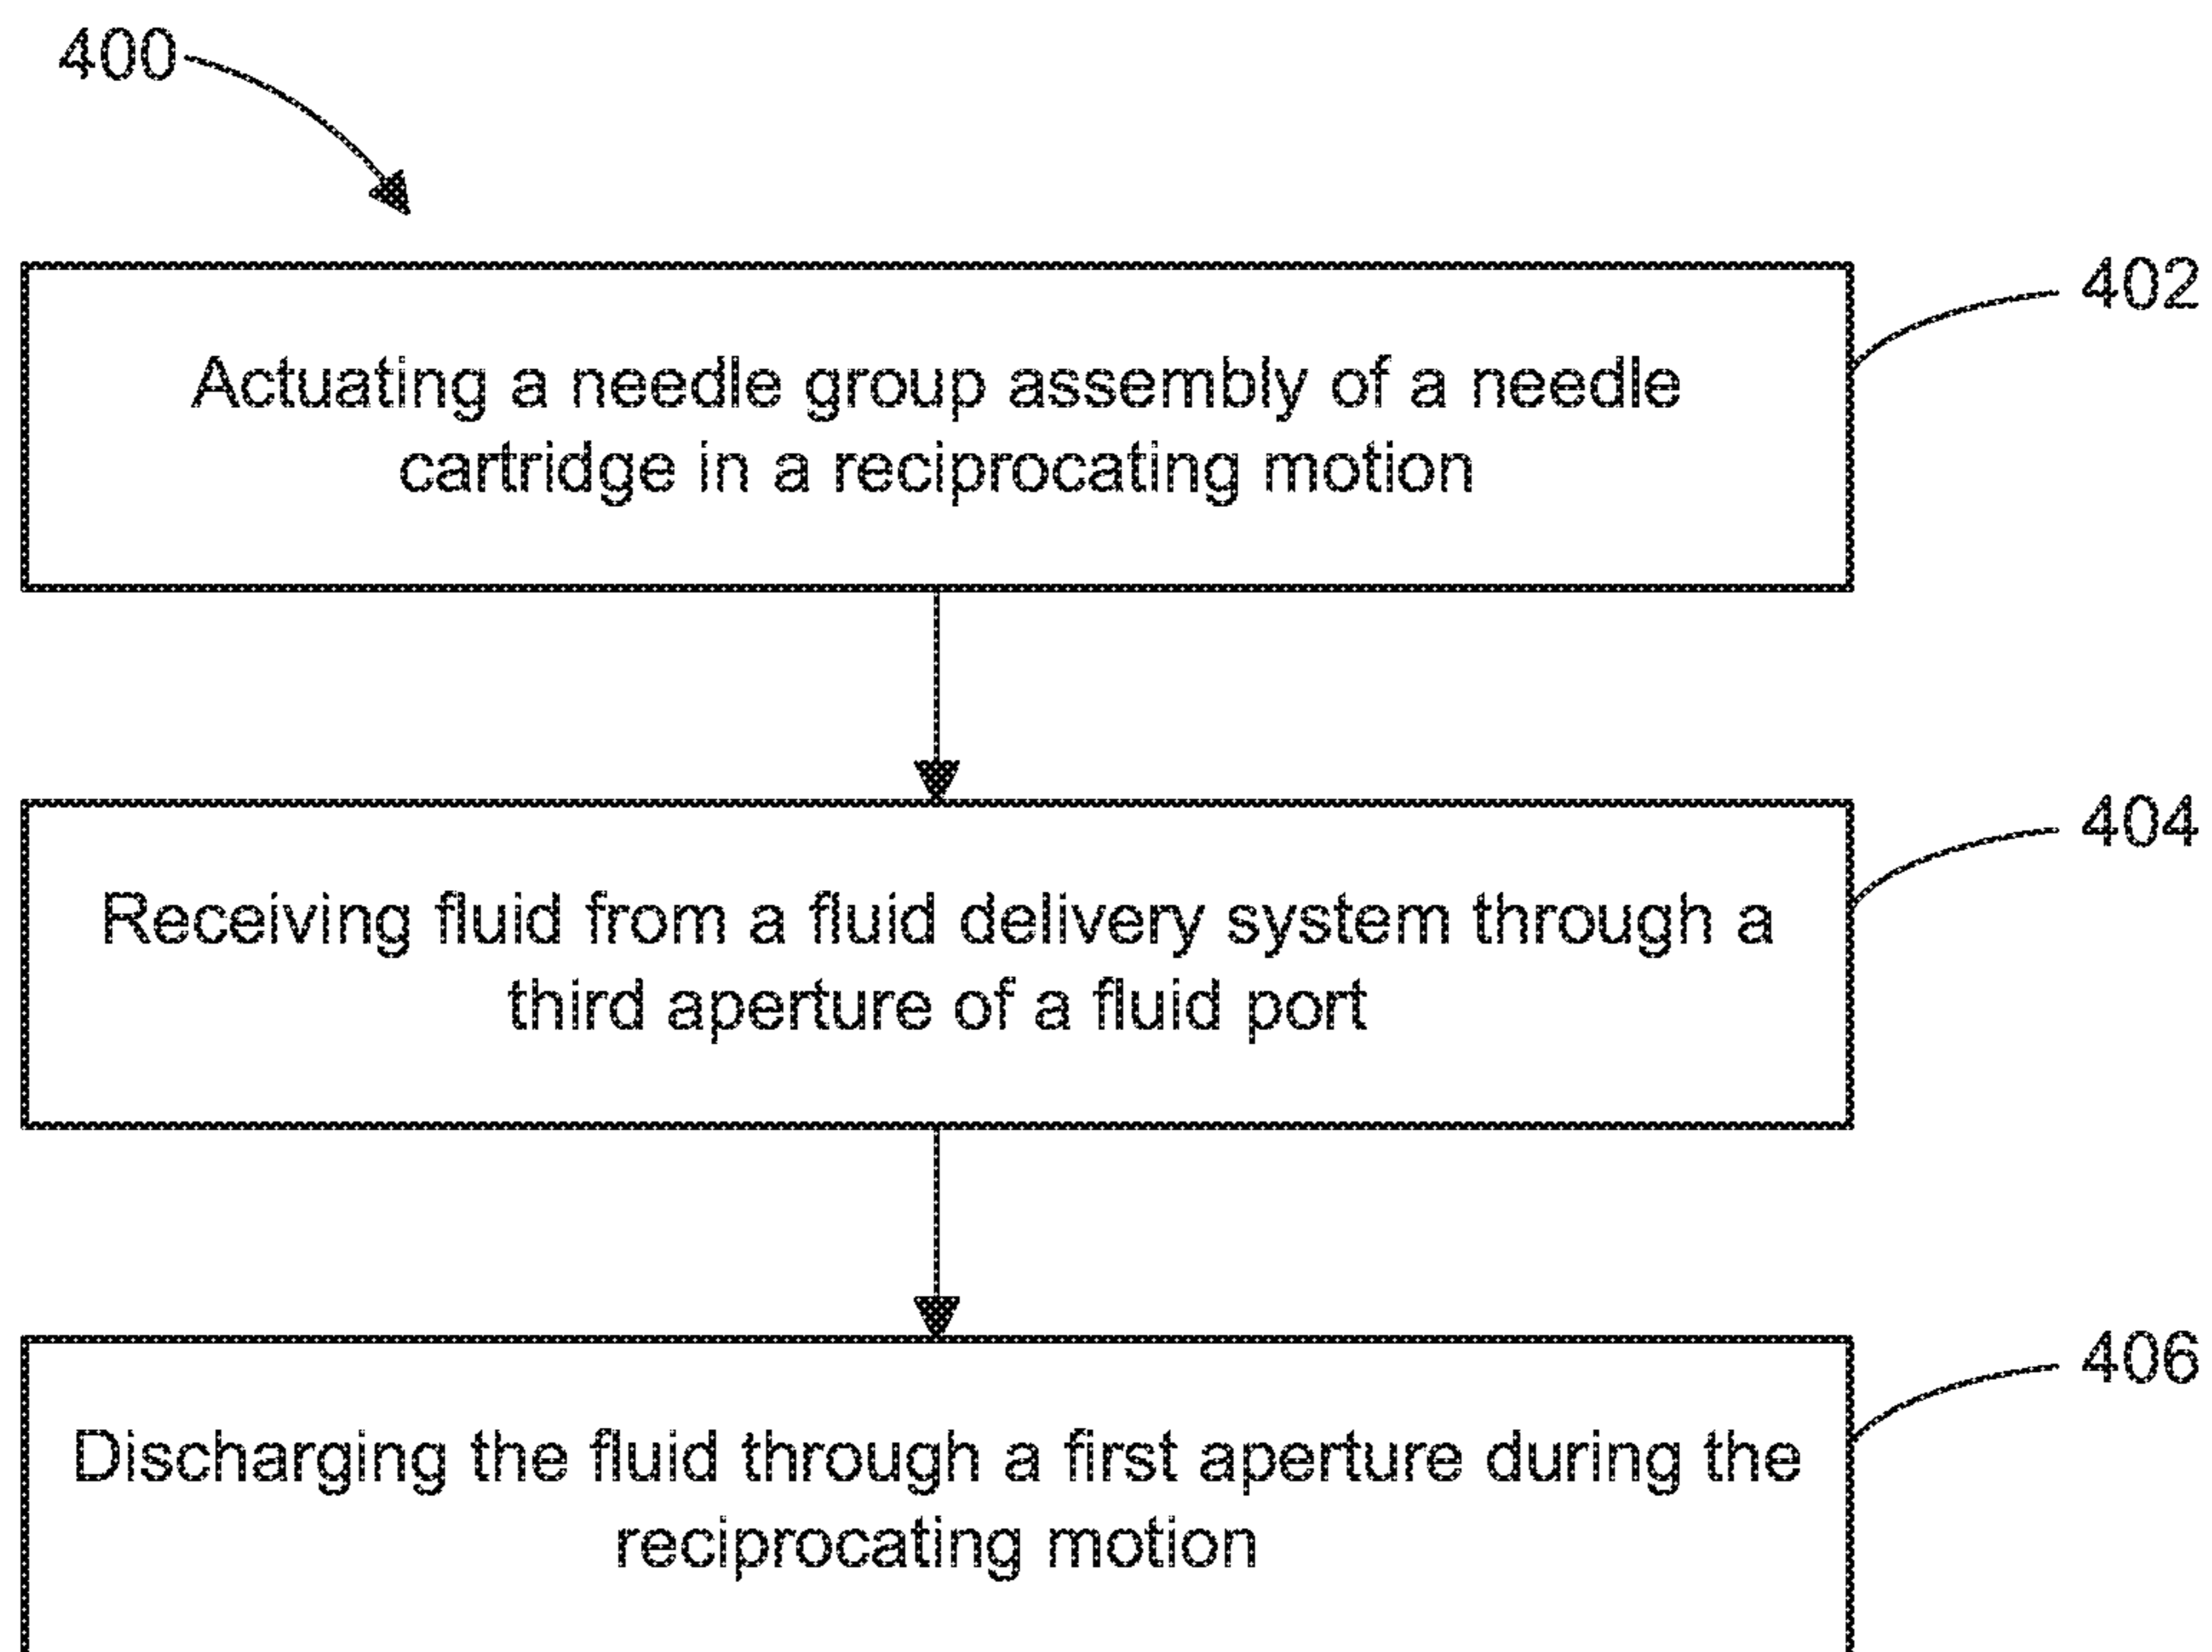 400
402
Actuating a needle group assembly of a needle
cartridge in a reciprocating motion
404
Receiving fluid from a fluid delivery system through a
third aperture of a fluid port
406
Discharging the fluid through a first aperture during the
reciprocating motion